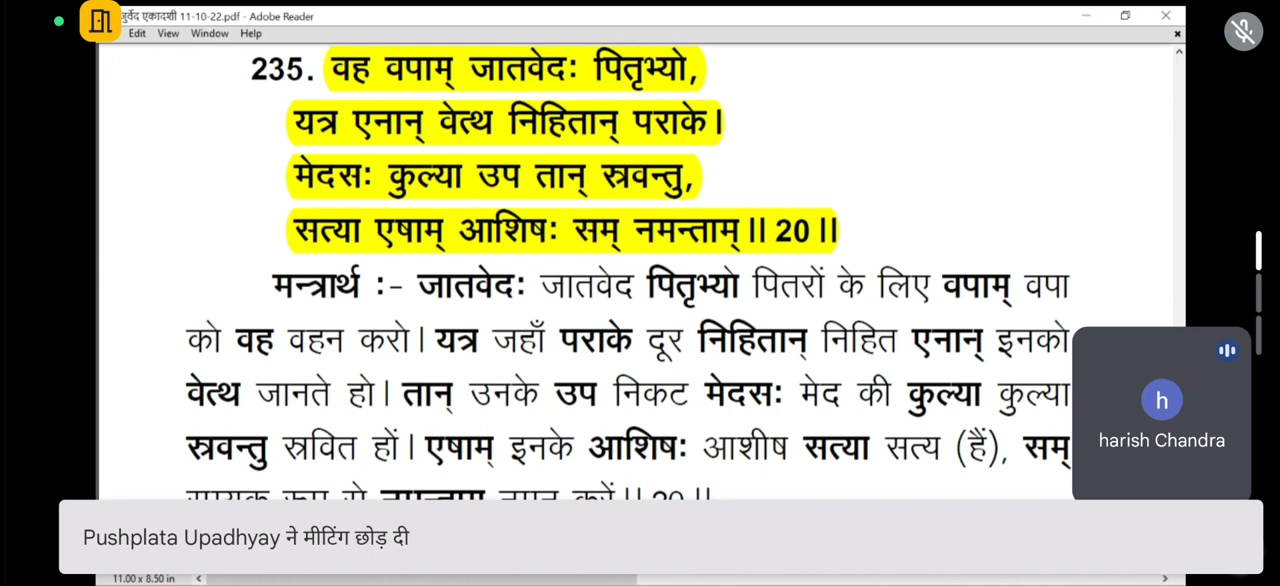 जुर्वेद एकादशी 11-10-22.pdf - Adobe Reader
Edit View Window Help
235. वह वपाम् जातवेदः पितृभ्यो,
यत्र एनान् वेत्थ निहितान् पराके।
मेदसः कुल्या उप तान् स्रवन्तु,
सत्या एषाम् आशिषः सम् नमन्ताम्॥ 20॥
मन्त्रार्थ :- जातवेदः जातवेद पितृभ्यो पितरों के लिए वपाम् वपा
को वह वहन करो। यत्र जहाँ पराके दूर निहितान् निहित एनान् इनको
वेत्थ जानते हो। तान् उनके उप निकट मेदसः मेद की कुल्या कुल्या
स्रवन्तु स्रवित हों। एषाम् इनके आशिषः आशीष सत्या सत्य (हैं), सम्
h
harish Chandra
Pushplata Upadhyay ने मीटिंग छोड़ दी
11.00 x 8.50 in